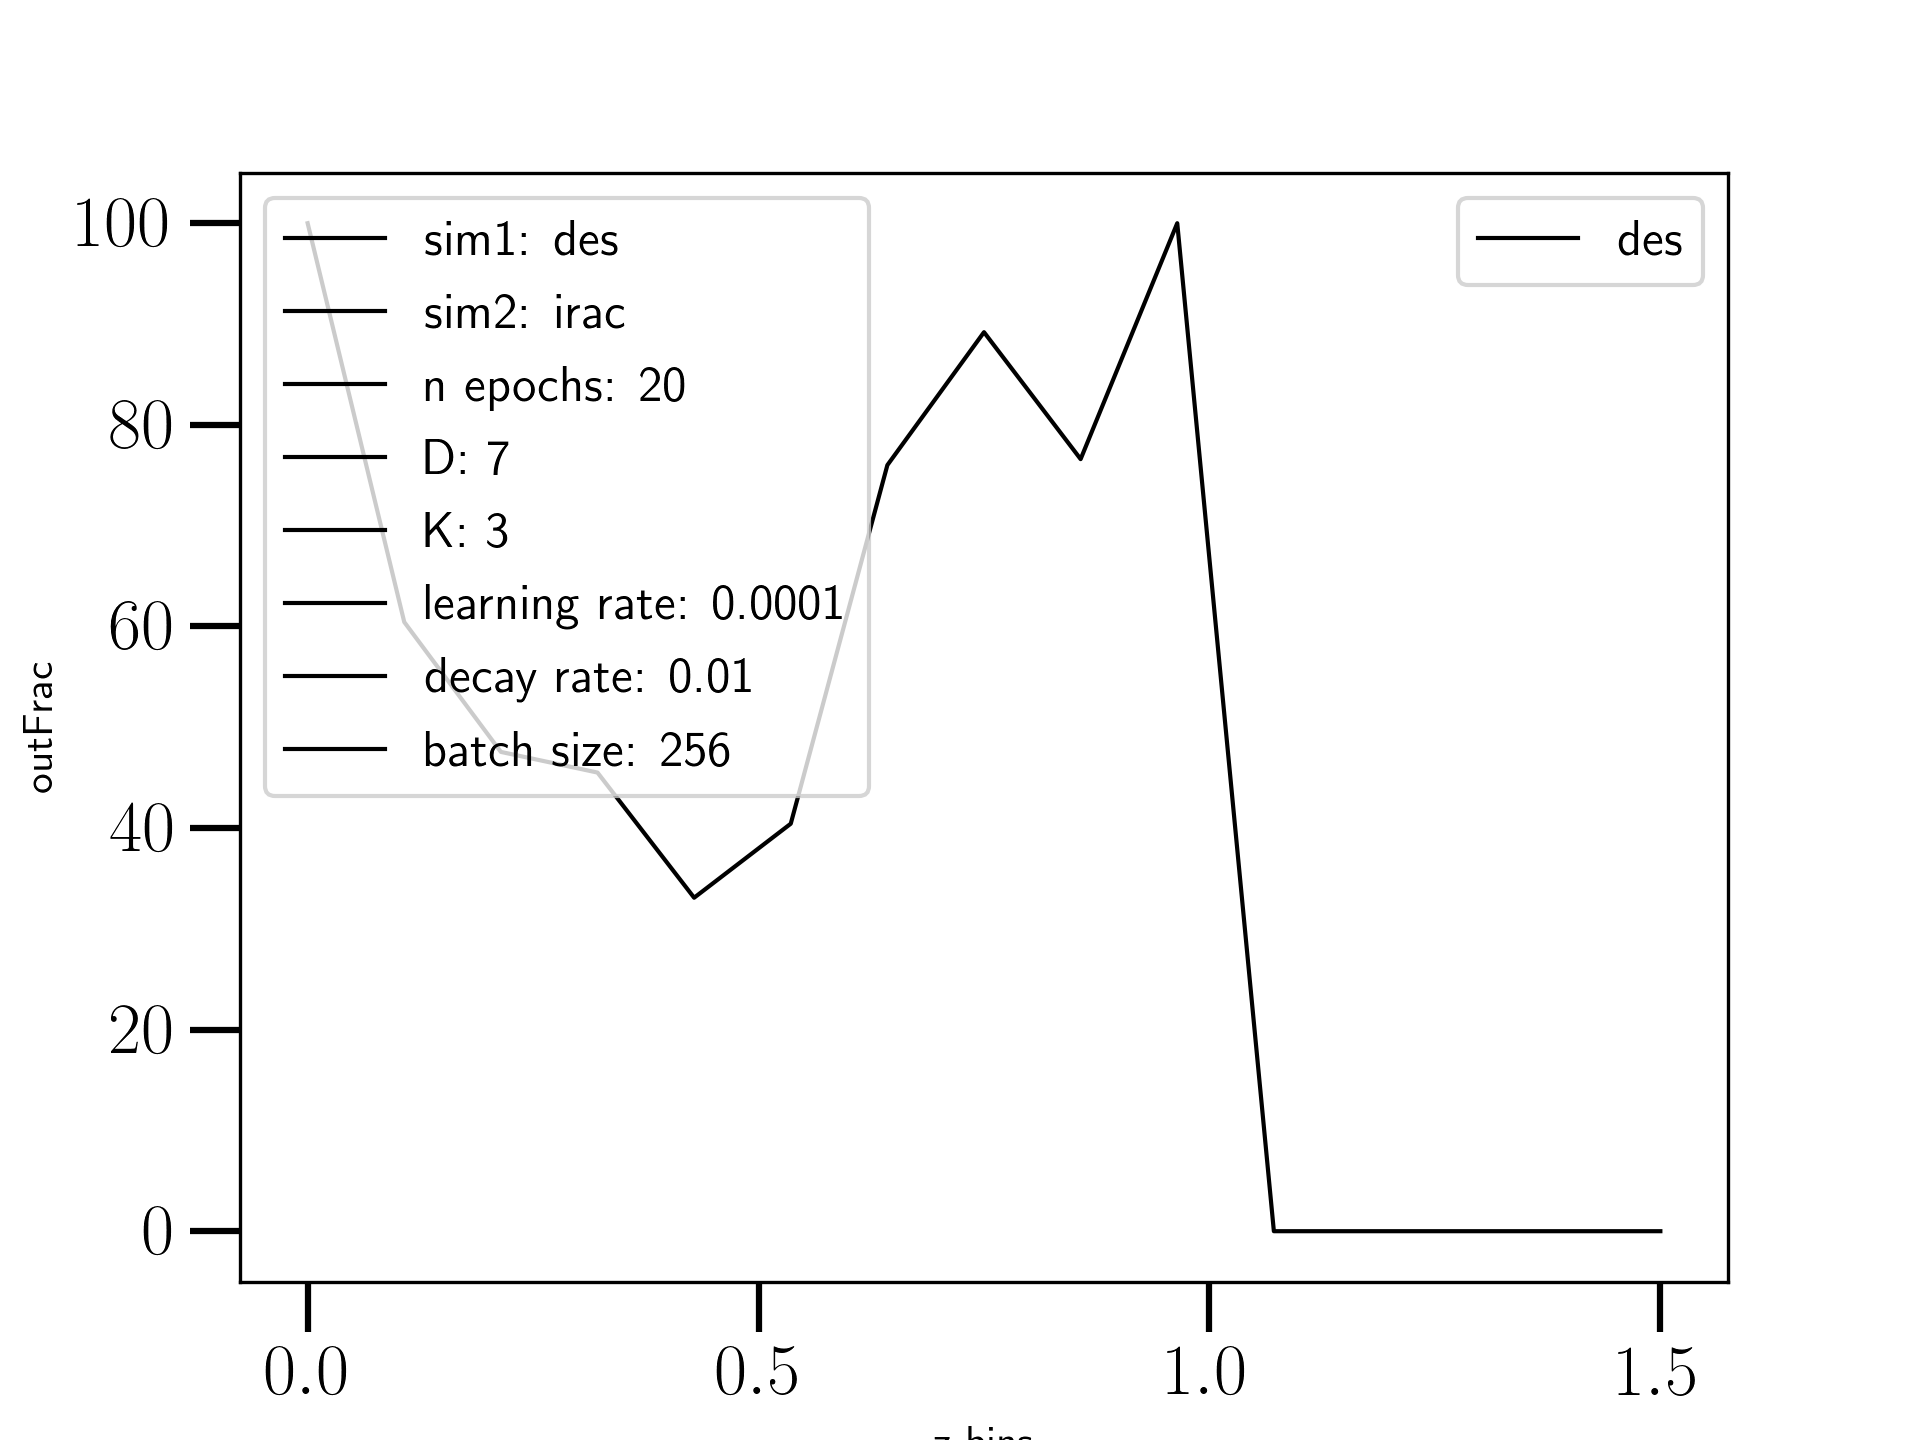 100
80
60
40
20
0
outFrac
sim1: des
sim2: irac
n epochs: 20
D: 7
K: 3
learning rate: 0.0001
decay rate: 0.01
batch size: 256
des
0.0 0.5 1.0 1.5
z bins